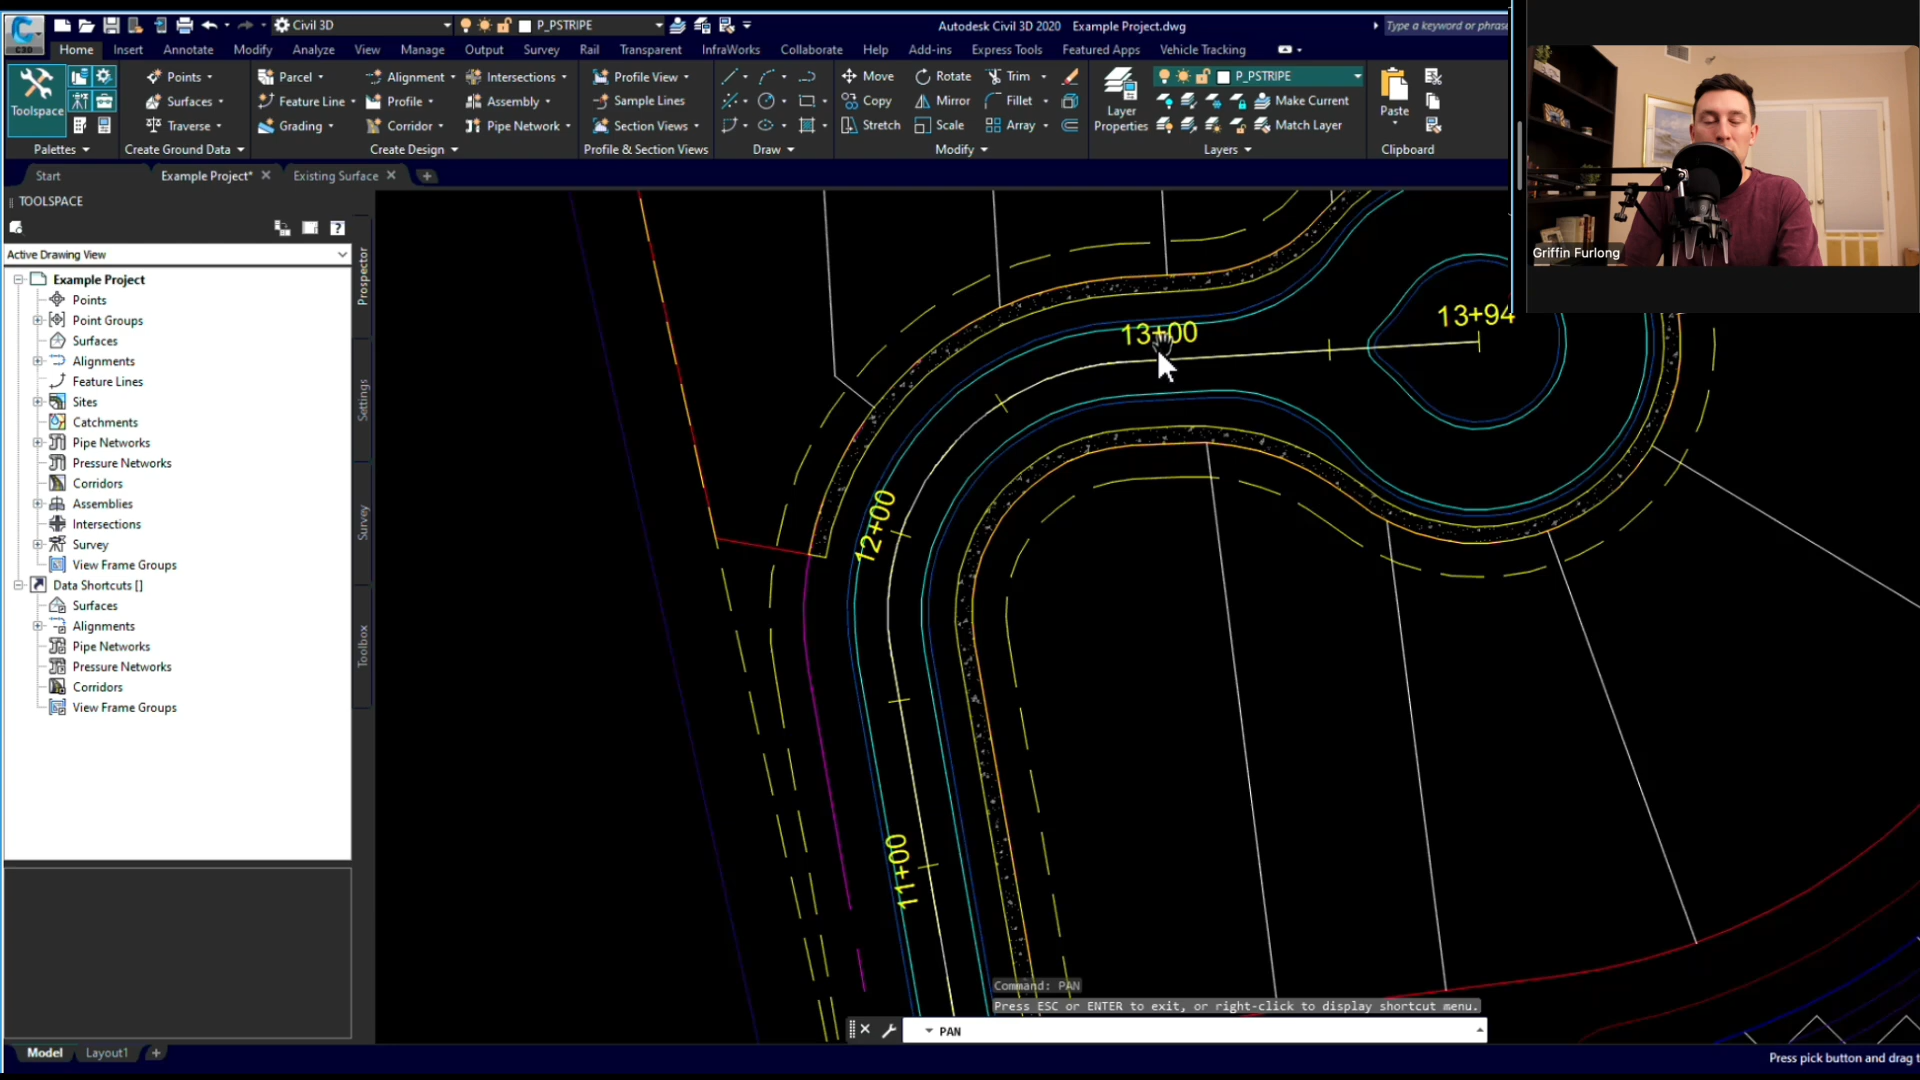 Civil 3D
P_PSTRIPE
Autodesk Civil 3D 2020 Example Project.dwg
Type a keyword or phrase
C3D
Home Insert Annotate Modify Analyze View Manage Output Survey Rail Transparent InfraWorks Collaborate Help Add-ins Express Tools Featured Apps Vehicle Tracking
Toolspace
Palettes
Points
Surfaces
Traverse
Create Ground Data
Parcel
Feature Line
Grading
Alignment
Profile
Corridor
Intersections
Assembly
Pipe Network
Create Design
Profile View
Sample Lines
Section Views
Profile & Section Views
Draw
Move
Copy
Stretch
Rotate
Mirror
Scale
Trim
Fillet
Array
Modify
Layer
Properties
P_PSTRIPE
Make Current
Match Layer
Layers
Paste
Clipboard
Start
Example Project*
Existing Surface
TOOLSPACE
Active Drawing View
Example Project
Points
Point Groups
Surfaces
Alignments
Feature Lines
Sites
Catchments
Pipe Networks
Pressure Networks
Corridors
Assemblies
Intersections
Survey
View Frame Groups
Data Shortcuts []
Surfaces
Alignments
Pipe Networks
Pressure Networks
Corridors
View Frame Groups
Prospector
Settings
Survey
Toolbox
13+00
13+94
12+00
11+00
Griffin Furlong
Command: PAN
Press ESC or ENTER to exit, or right-click to display shortcut menu.
PAN
Model
Layout1
Press pick button and drag t